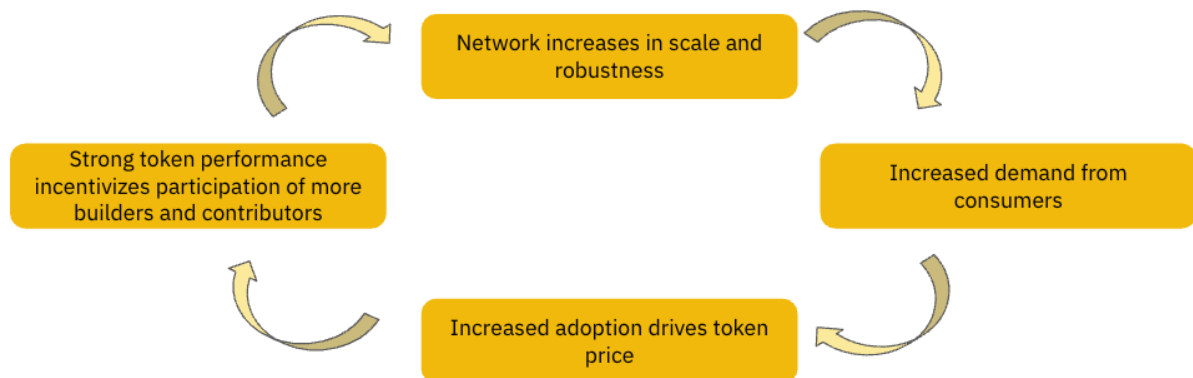 Network increases in scale and
robustness
Increased demand from
consumers
Increased adoption drives token
price
Strong token performance
incentivizes participation of more
builders and contributors